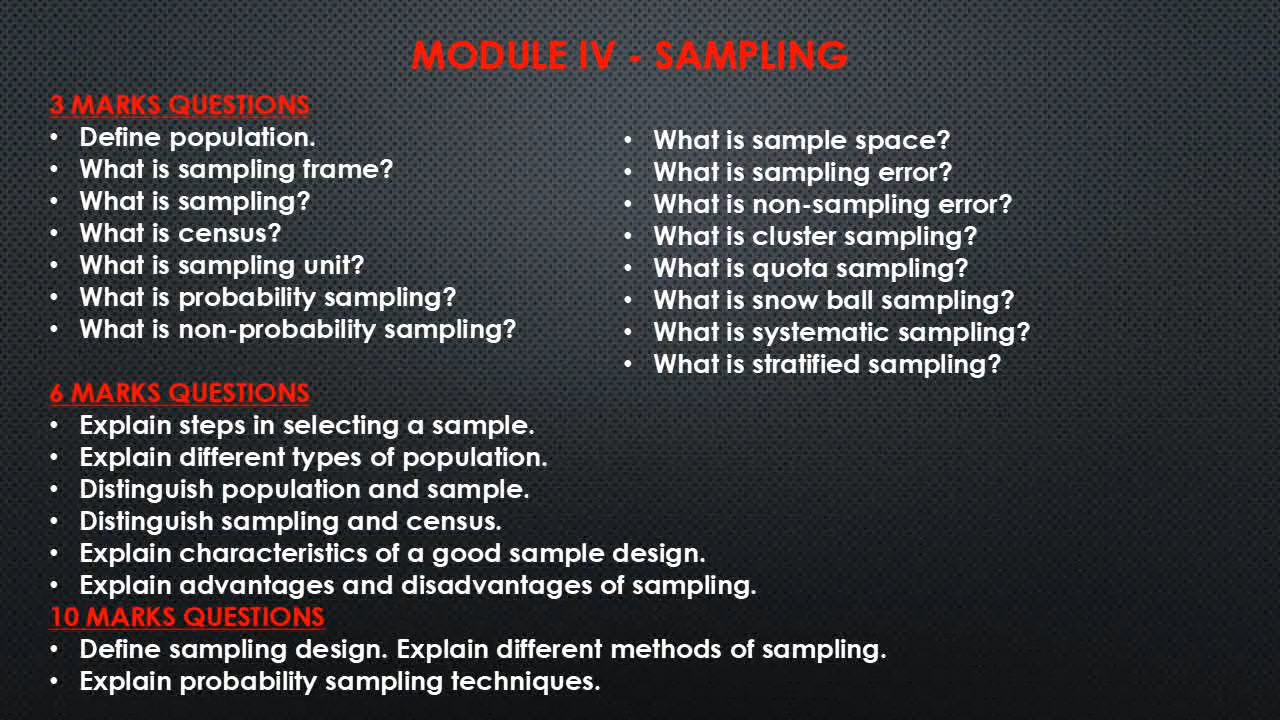 MODULE IV - SAMPLING
3 MARKS QUESTIONS
• Define population.
• What is sampling frame?
• What is sampling?
• What is census?
• What is sampling unit?
• What is probability sampling?
• What is non-probability sampling?
• What is sample space?
• What is sampling error?
• What is non-sampling error?
• What is cluster sampling?
• What is quota sampling?
• What is snow ball sampling?
• What is systematic sampling?
• What is stratified sampling?
6 MARKS QUESTIONS
• Explain steps in selecting a sample.
• Explain different types of population.
• Distinguish population and sample.
• Distinguish sampling and census.
• Explain characteristics of a good sample design.
• Explain advantages and disadvantages of sampling.
10 MARKS QUESTIONS
• Define sampling design. Explain different methods of sampling.
• Explain probability sampling techniques.